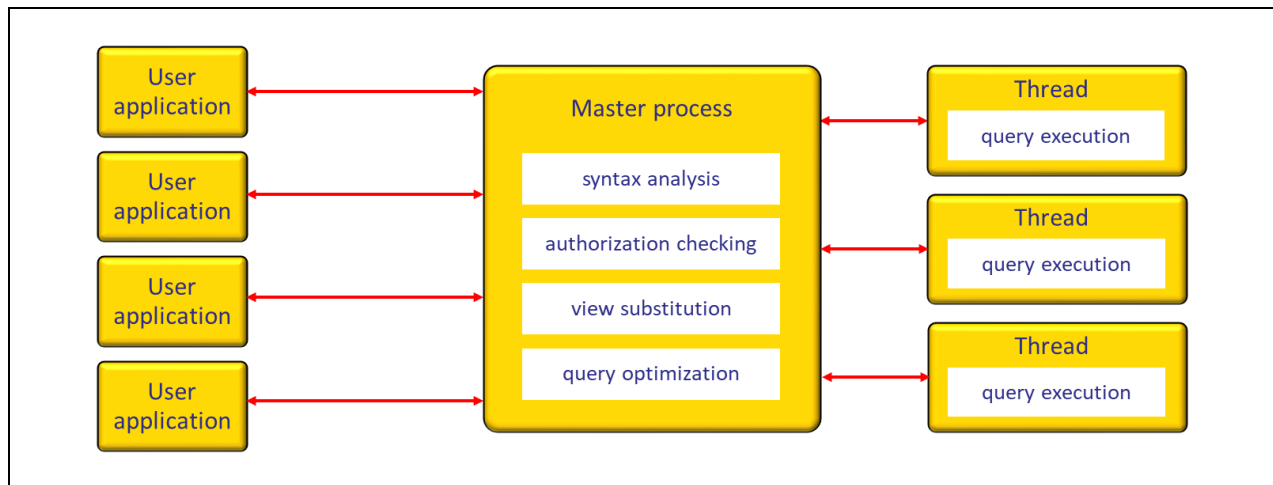 User
application
User
application
User
application
User
application
Master process
syntax analysis
authorization checking
view substitution
query optimization
Thread
query execution
Thread
query execution
Thread
query execution